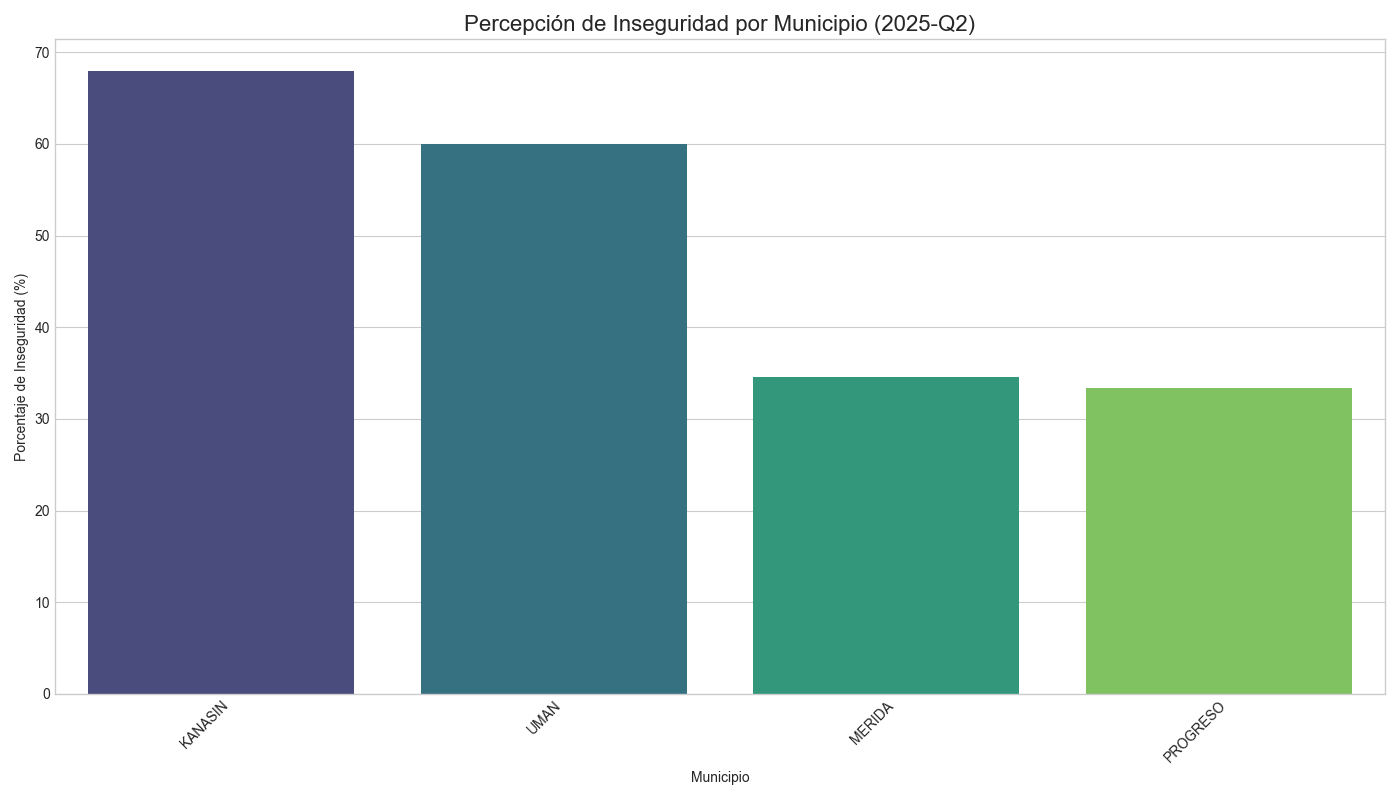 Percepción de Inseguridad por Municipio (2025-Q2)
70
60
50
40
30
20
10
0
Porcentaje de Inseguridad (%)
KANASIN
UMAN
MERIDA
PROGRESO
Municipio